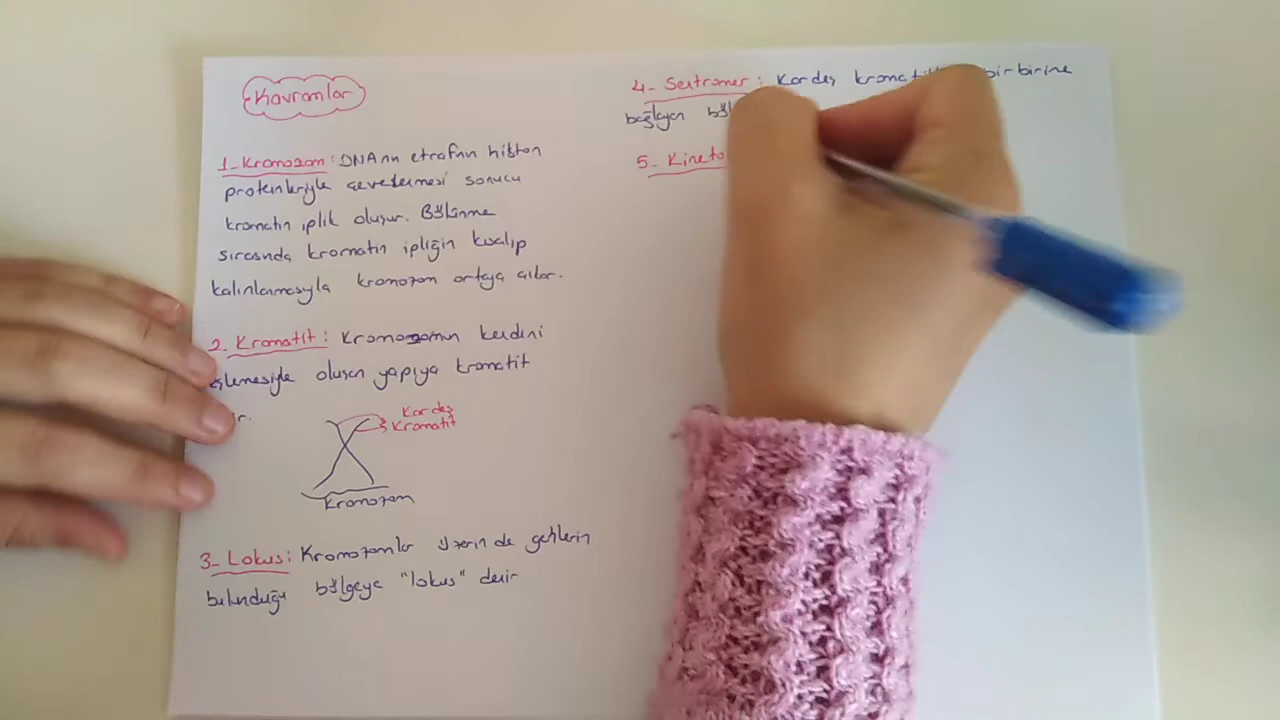 Kavramlar
1- Kromozom: DNA'nın etrafının histon
proteinleriyle çevrelenmesi sonucu
kromatin iplik oluşur. Bölünme
sırasında kromatin ipliğin kısalıp
kalınlaşmasıyla kromozom ortaya çıkar.
2- Kromatit: Kromozomun kendini
eşlemesiyle oluşan yapıya kromatit
Kardeş
Kromatit
Kromozom
3- Lokus: Kromozomlar üzerinde genlerin
bulunduğu bölgeye "lokus" denir
4- Sentromer: Kardeş birbirine
bağlayan
5- Kineto